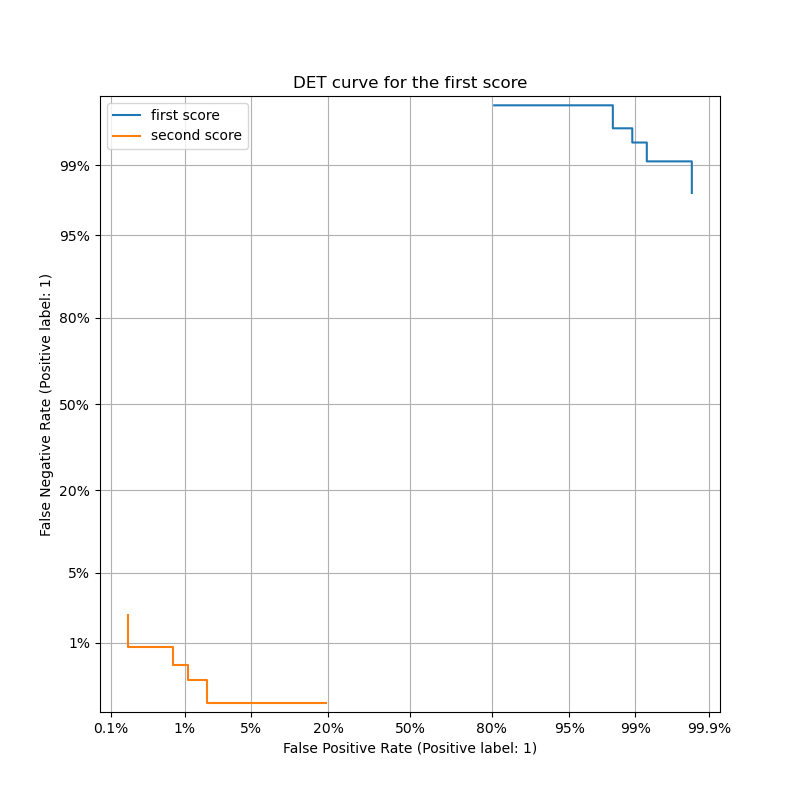 DET curve for the first score
first score
second score
99%
95%
80%
50%
20%
5%
1%
False Negative Rate (Positive label: 1)
0.1% 1% 5% 20% 50% 80% 95% 99% 99.9%
False Positive Rate (Positive label: 1)